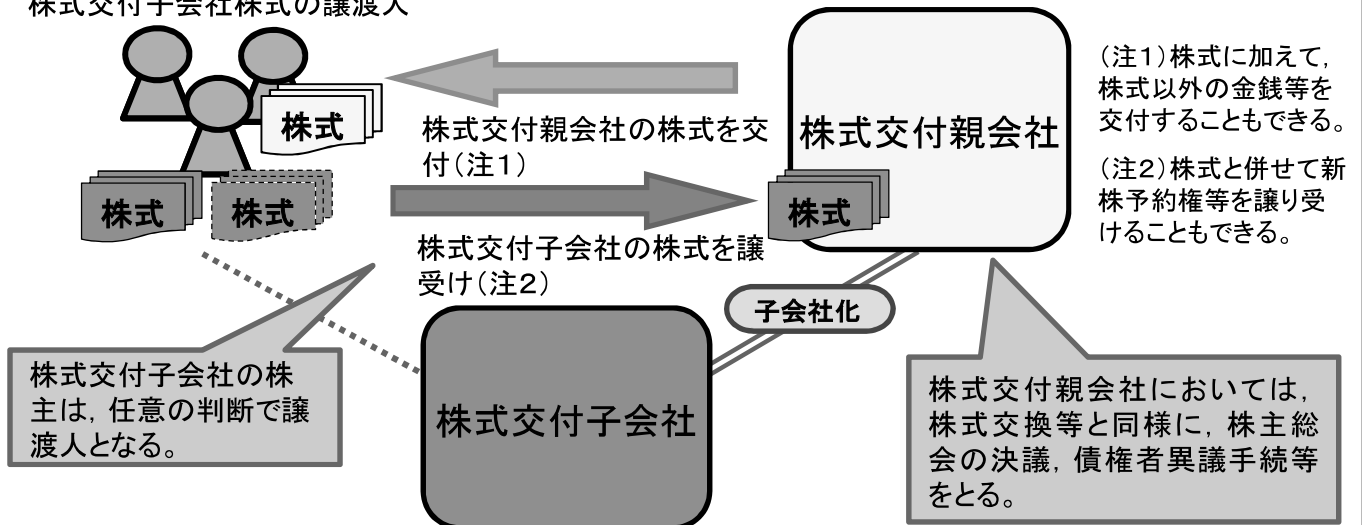 株式交付子会社株式の譲渡人
株式
株式
株式
株式交付親会社の株式を交
付(注1)
株式交付子会社の株式を譲
受け(注2)
株式交付親会社
株式
(注1)株式に加えて,
株式以外の金銭等を
交付することもできる。
(注2)株式と併せて新
株予約権等を譲り受
けることもできる。
子会社化
株式交付子会社
株式交付子会社の株
主は,任意の判断で譲
渡人となる。
株式交付親会社においては,
株式交換等と同様に,株主総
会の決議,債権者異議手続等
をとる。